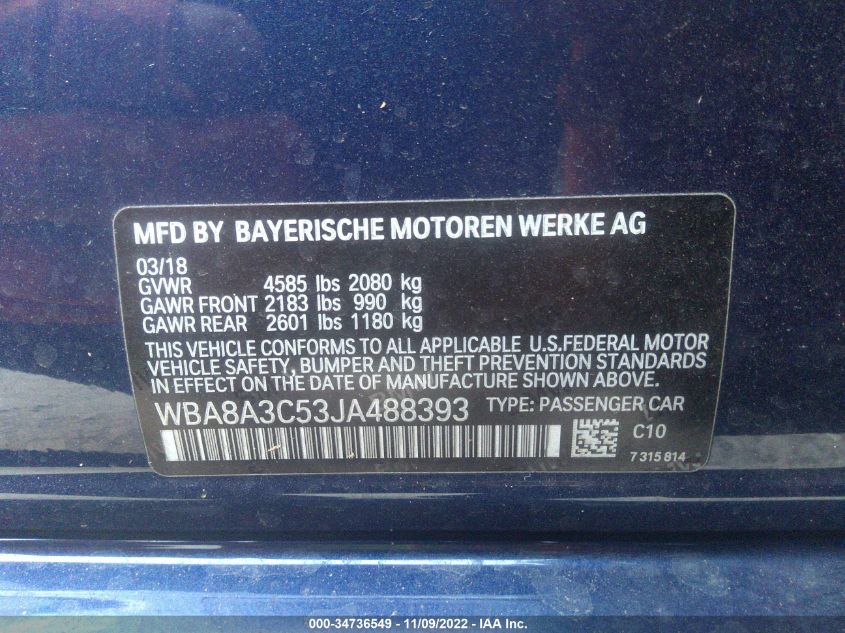 MFD BY BAYERISCHE MOTOREN WERKE AG
03/18
GVWR 4585 lbs 2080 kg
GAWR FRONT 2183 lbs 990 kg
GAWR REAR 2601 lbs 1180 kg
THIS VEHICLE CONFORMS TO ALL APPLICABLE U.S.FEDERAL MOTOR
VEHICLE SAFETY, BUMPER AND THEFT PREVENTION STANDARDS
IN EFFECT ON THE DATE OF MANUFACTURE SHOWN ABOVE.
WBA8A3C53JA488393 TYPE: PASSENGER CAR
C10
7 315 814
000-34736549 - 11/09/2022 - IAA Inc.